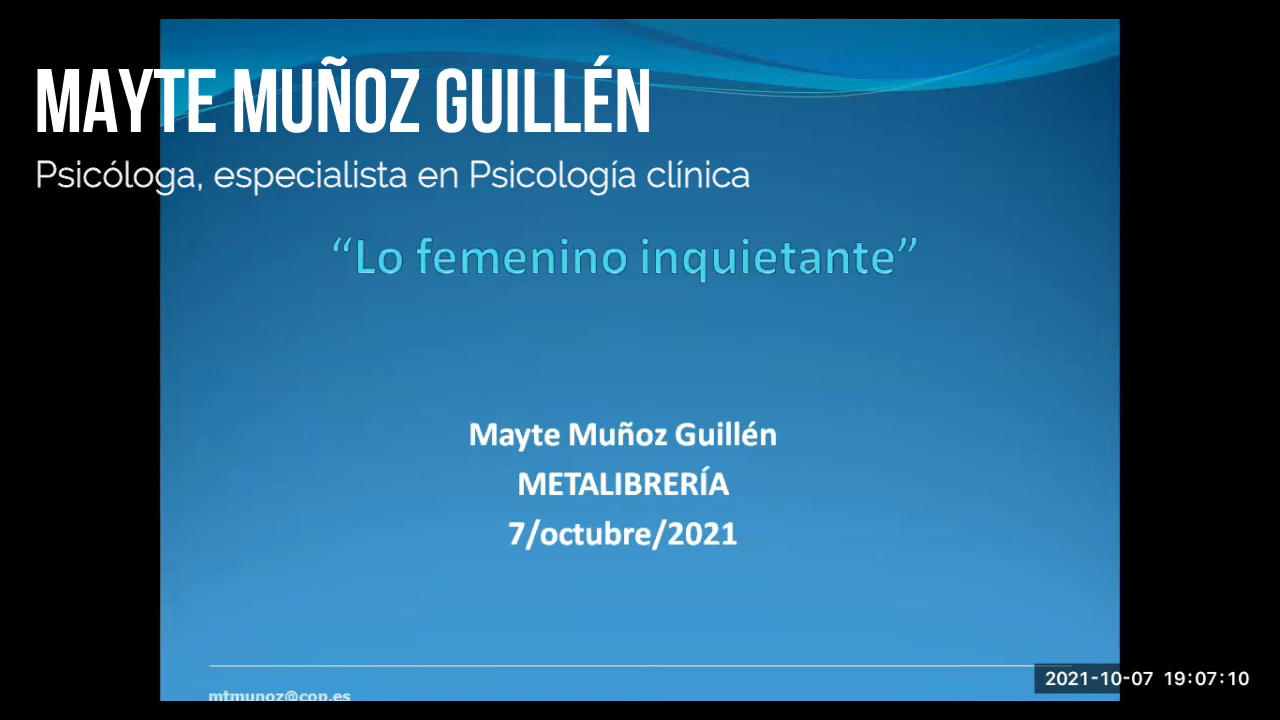 MAYTE MUÑOZ GUILLÉN
Psicóloga, especialista en Psicología clínica
“Lo femenino inquietante”
Mayte Muñoz Guillén
METALIBRERÍA
7/octubre/2021
mtmunoz@cop.es
2021-10-07 19:07:10